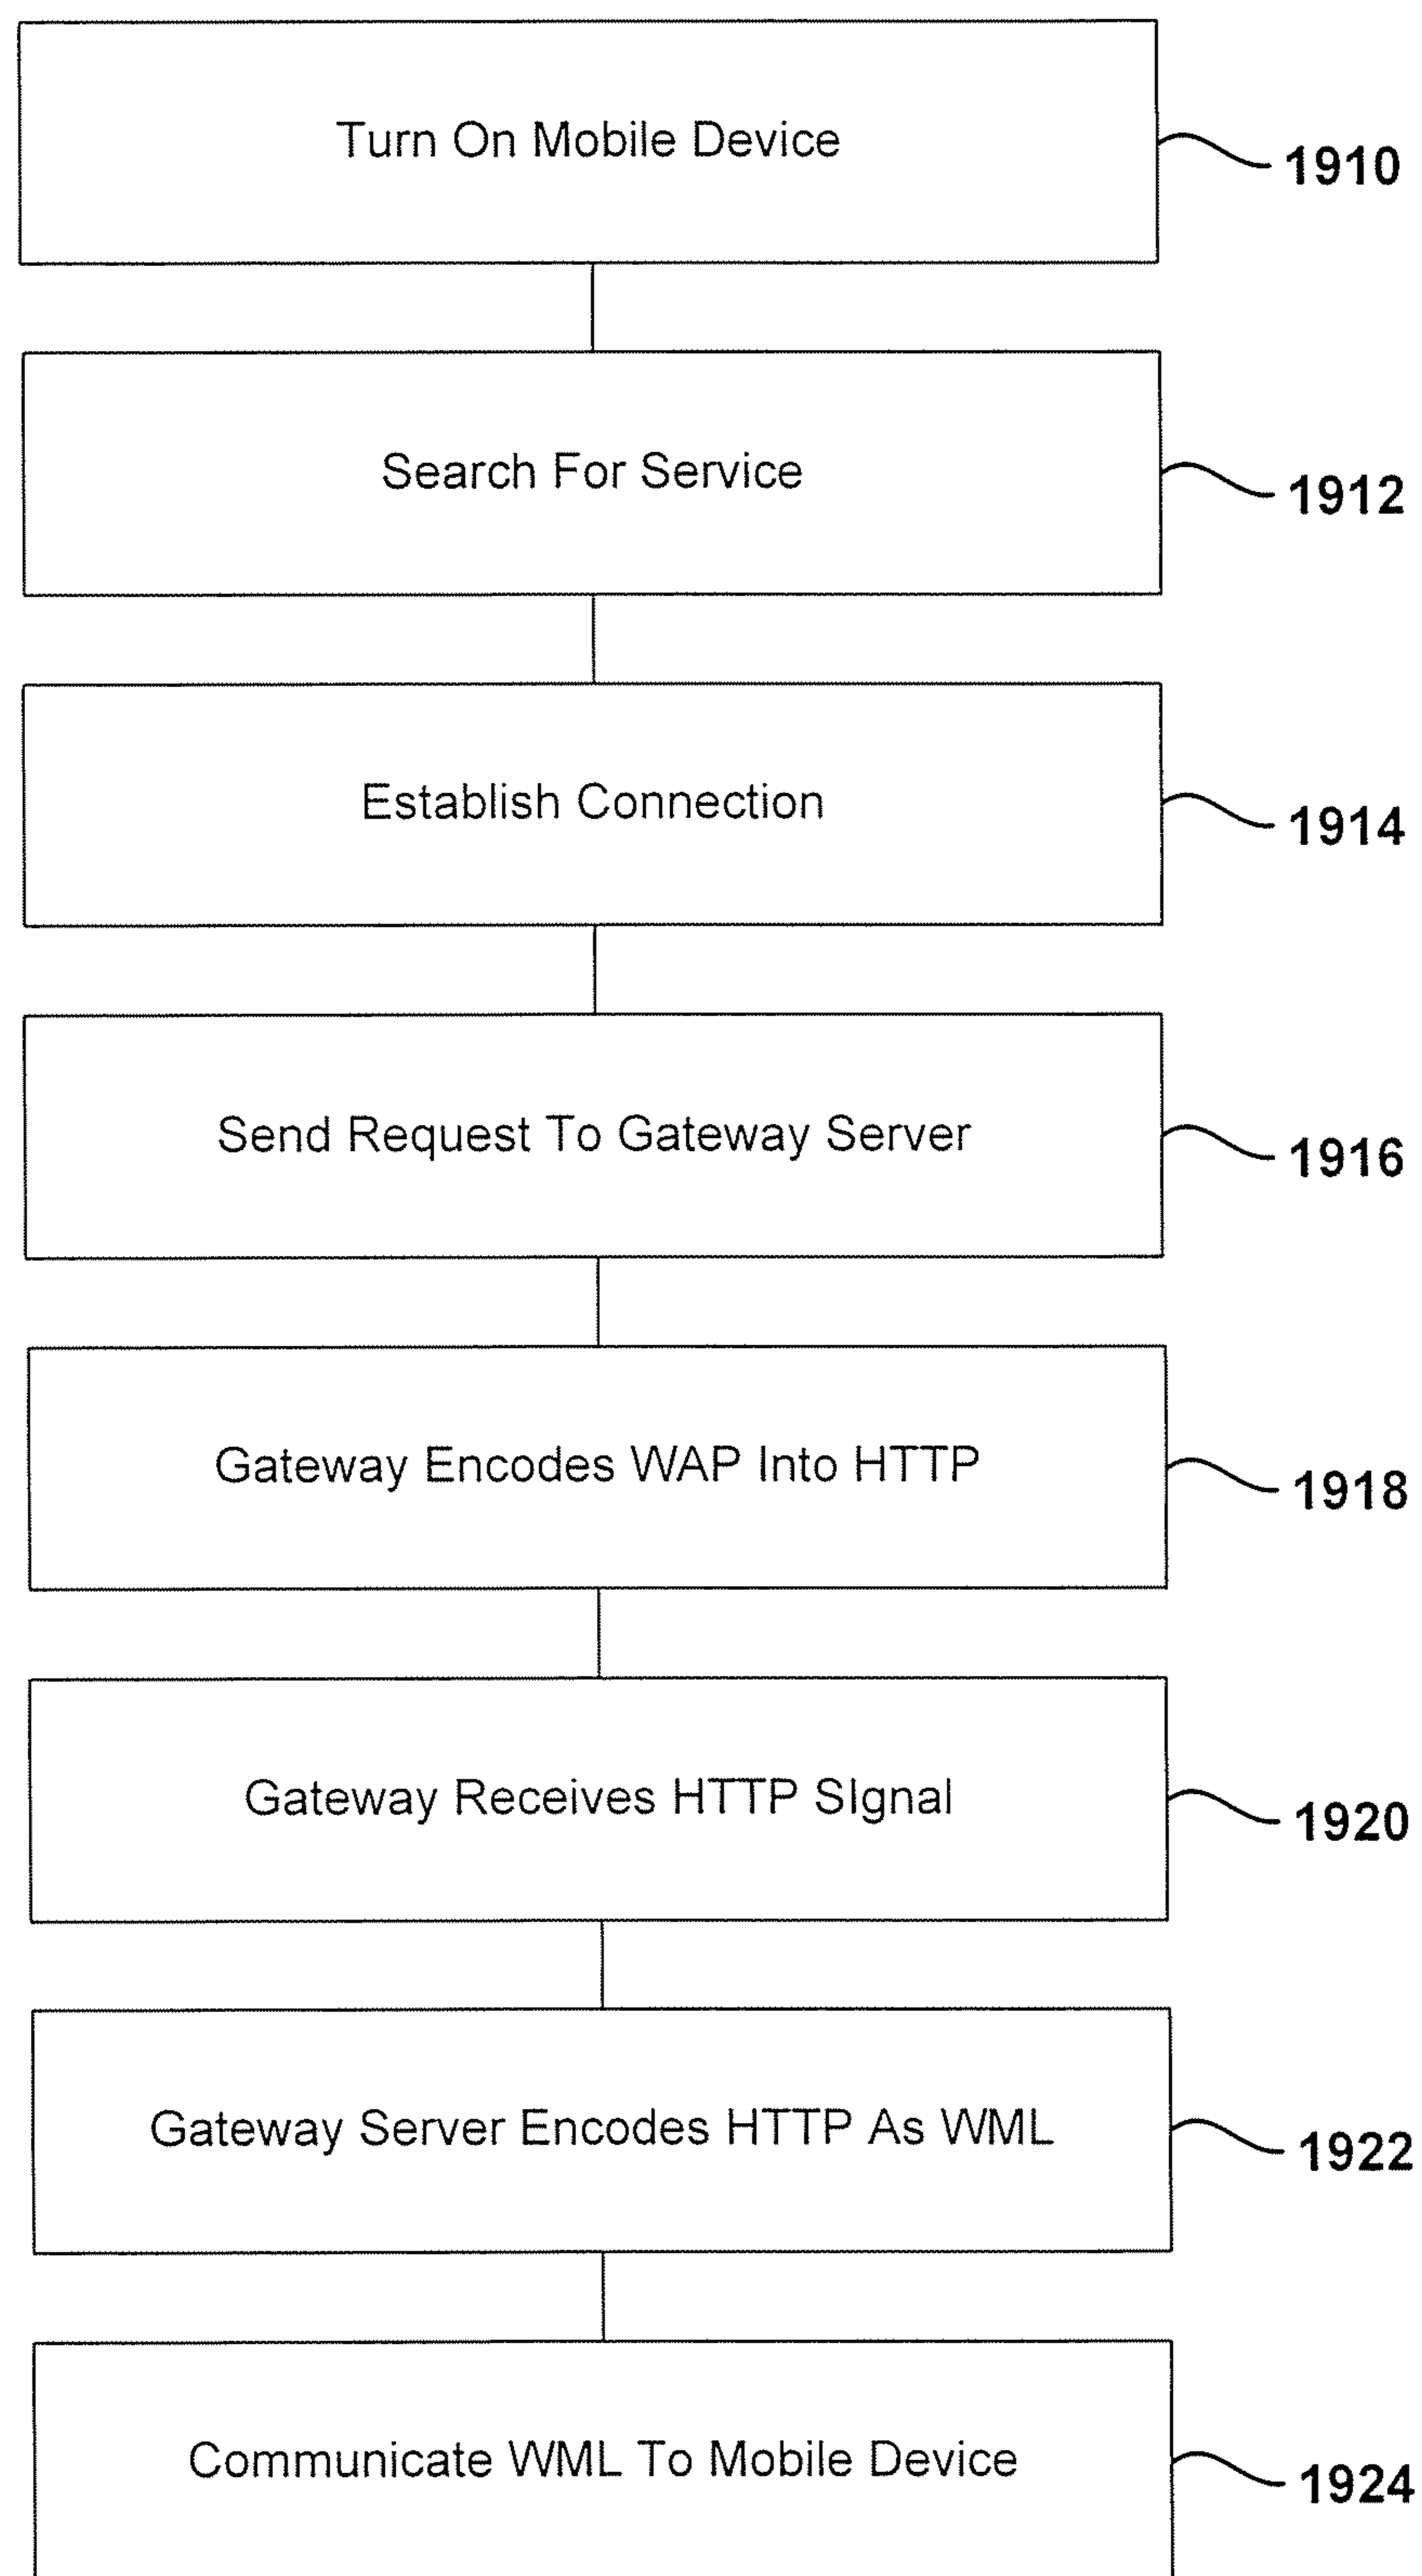 Turn On Mobile Device
1910
Search For Service
1912
Establish Connection
1914
Send Request To Gateway Server
1916
Gateway Encodes WAP Into HTTP
1918
Gateway Receives HTTP SIgnal
1920
Gateway Server Encodes HTTP As WML
1922
Communicate WML To Mobile Device
1924